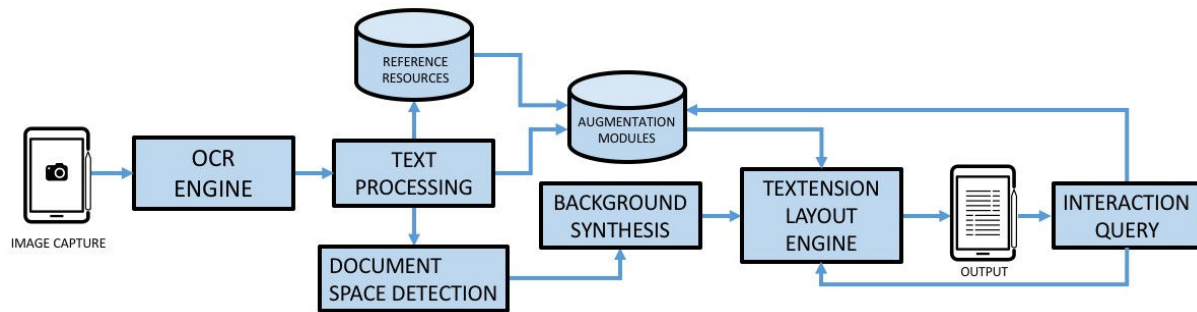 REFERENCE
RESOURCES
AUGMENTATION
MODULES
IMAGE CAPTURE
OCR
ENGINE
TEXT
PROCESSING
DOCUMENT
SPACE DETECTION
BACKGROUND
SYNTHESIS
TEXTENSION
LAYOUT
ENGINE
OUTPUT
INTERACTION
QUERY